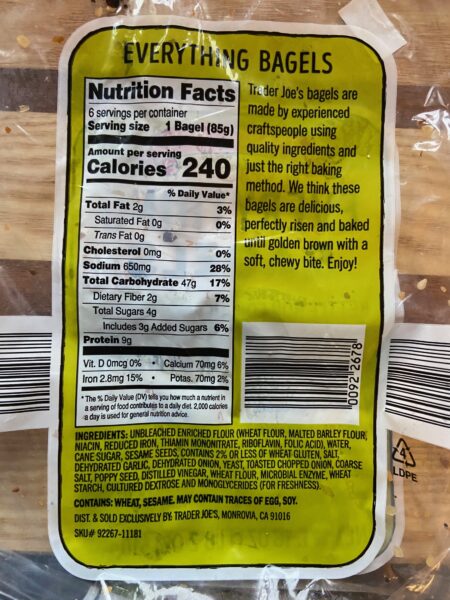 EVERYTHING BAGELS
Nutrition Facts
6 servings per container
Serving size 1 Bagel (85g)
Amount per serving
Calories 240
% Daily Value*
Total Fat 2g 3%
Saturated Fat 0g 0%
Trans Fat 0g
Cholesterol 0mg 0%
Sodium 650mg 28%
Total Carbohydrate 47g 17%
Dietary Fiber 2g 7%
Total Sugars 4g
Includes 3g Added Sugars 6%
Protein 9g
Vit. D 0mcg 0% • Calcium 70mg 6%
Iron 2.8mg 15% • Potas. 70mg 2%
*The % Daily Value (DV) tells you how much a nutrient in
a serving of food contributes to a daily diet. 2,000 calories
a day is used for general nutrition advice.
Trader Joe's bagels are
made by experienced
craftspeople using
quality ingredients and
just the right baking
method. We think these
bagels are delicious,
perfectly risen and baked
until golden brown with a
soft, chewy bite. Enjoy!
0092 2678
INGREDIENTS: UNBLEACHED ENRICHED FLOUR (WHEAT FLOUR, MALTED BARLEY FLOUR,
NIACIN, REDUCED IRON, THIAMIN MONONITRATE, RIBOFLAVIN, FOLIC ACID), WATER,
CANE SUGAR, SESAME SEEDS, CONTAINS 2% OR LESS OF WHEAT GLUTEN, SALT,
DEHYDRATED GARLIC, DEHYDRATED ONION, YEAST, TOASTED CHOPPED ONION, COARSE
SALT, POPPY SEED, DISTILLED VINEGAR, WHEAT FLOUR, MICROBIAL ENZYME, WHEAT
STARCH, CULTURED DEXTROSE AND MONOGLYCERIDES (FOR FRESHNESS).
CONTAINS: WHEAT, SESAME. MAY CONTAIN TRACES OF EGG, SOY.
DIST. & SOLD EXCLUSIVELY BY: TRADER JOE'S, MONROVIA, CA 91016
SKU# 92267-11181
4
LDPE